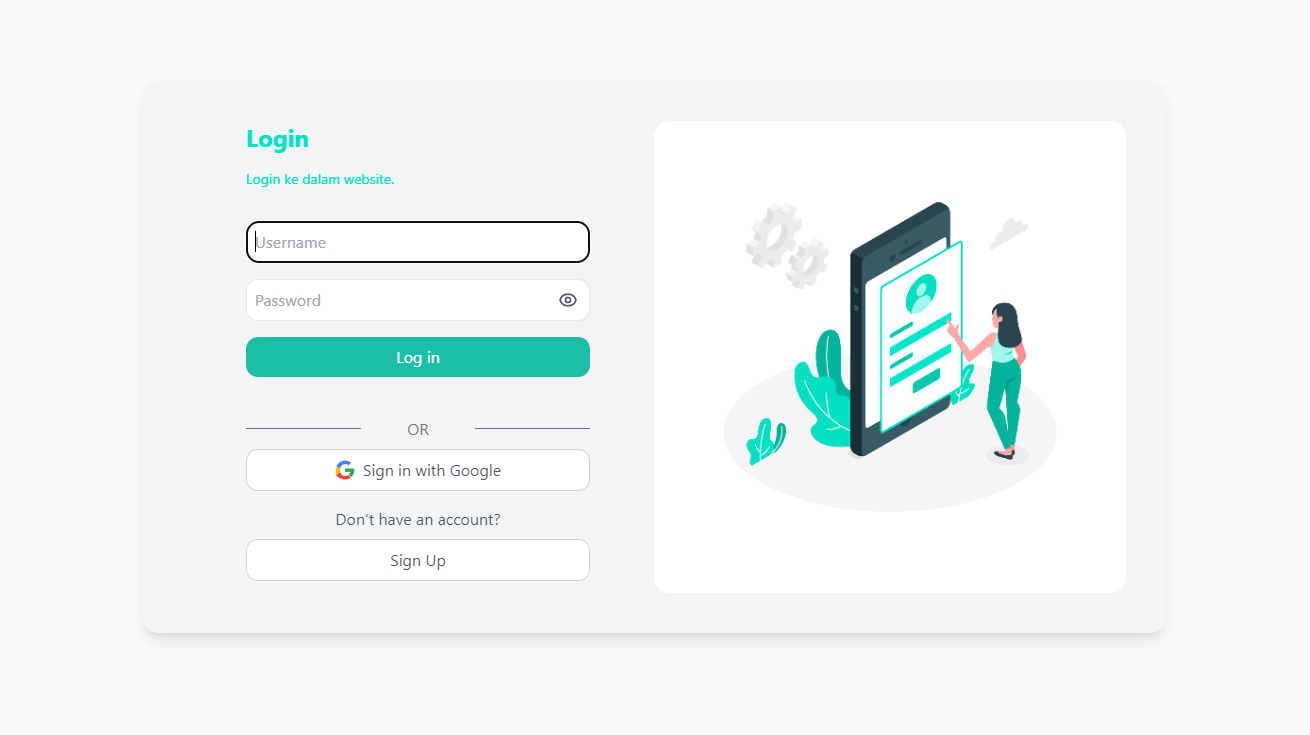 Login
Login ke dalam website.
Username
Password
Log in
OR
Sign in with Google
Don't have an account?
Sign Up